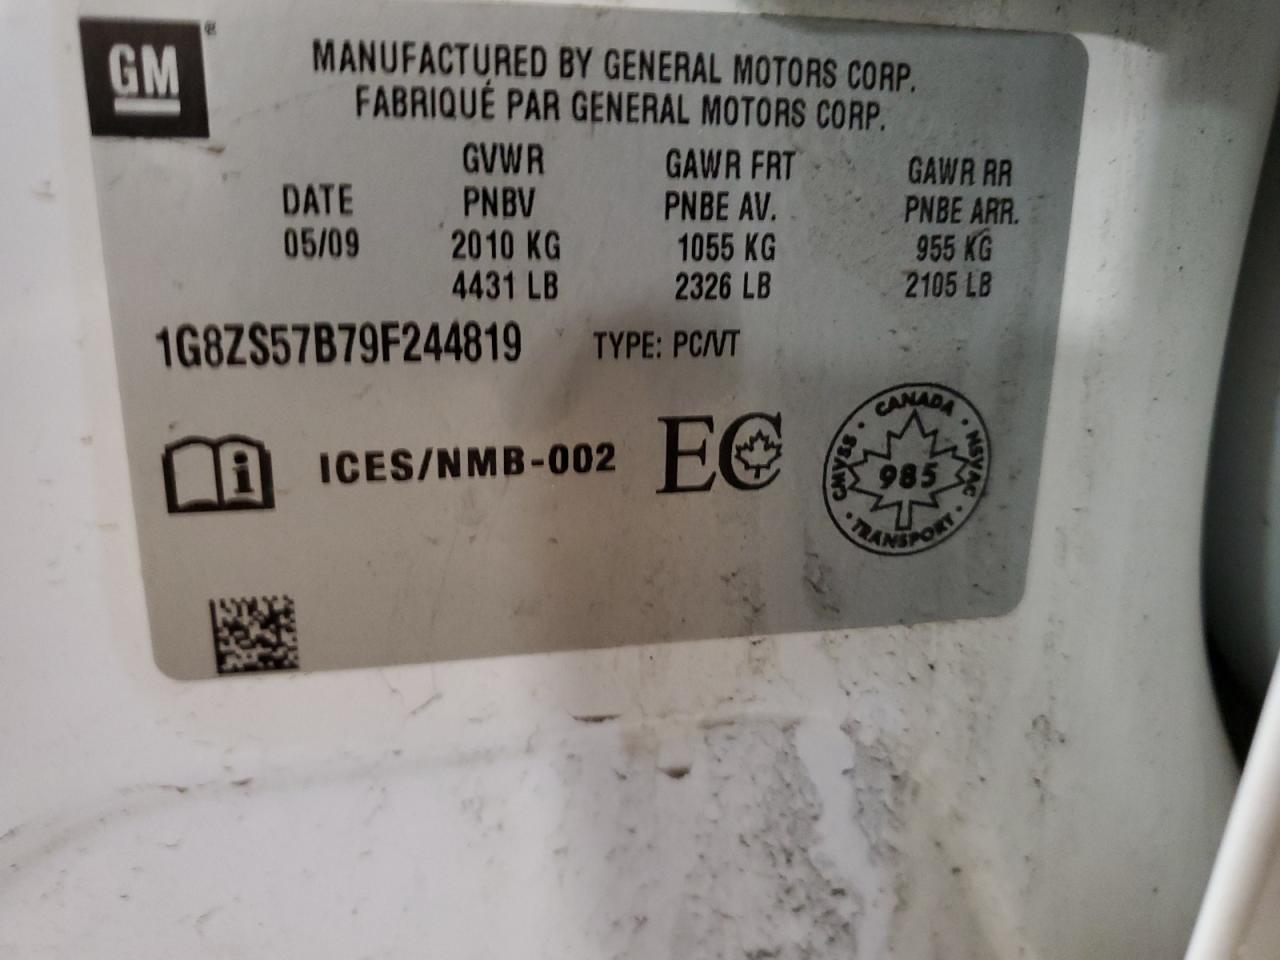 GM
MANUFACTURED BY GENERAL MOTORS CORP.
FABRIQUÉ PAR GENERAL MOTORS CORP.
GVWR GAWR FRT GAWR RR
DATE PNBV PNBE AV. PNBE ARR.
05/09 2010 KG 1055 KG 955 KG
4431 LB 2326 LB 2105 LB
1G8ZS57B79F244819 TYPE: PC/VT
i ICES/NMB-002 EC
CANADA
CMVSS 985 NSVAC
TRANSPORT